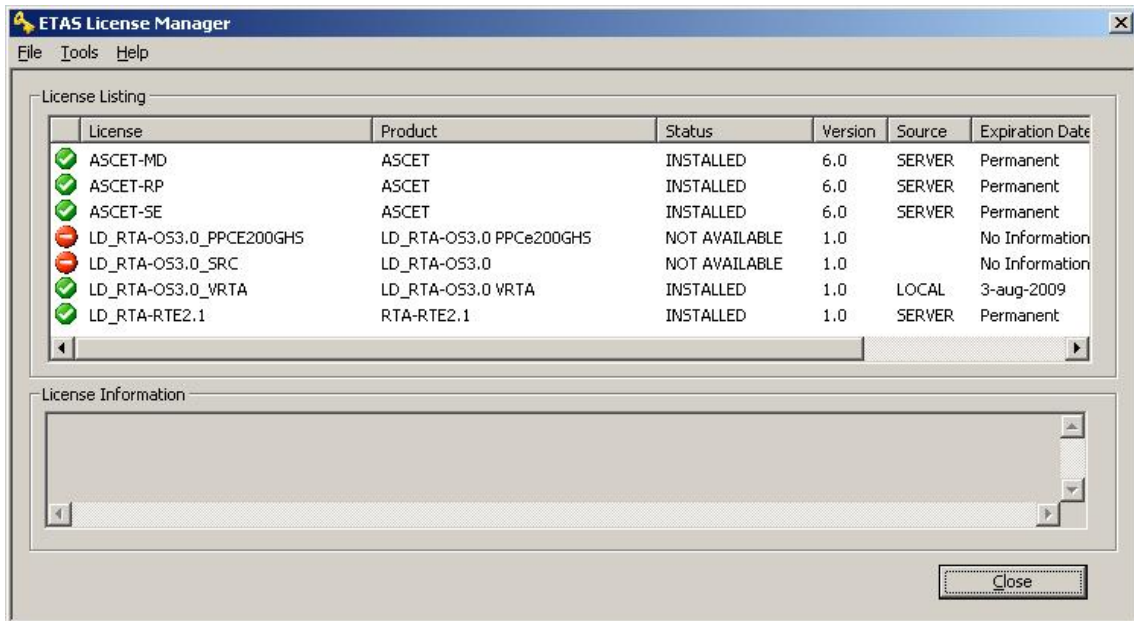 ETAS License Manager
File Tools Help
License Listing
License Product Status Version Source Expiration Date
ASCET-MD ASCET INSTALLED 6.0 SERVER Permanent
ASCET-RP ASCET INSTALLED 6.0 SERVER Permanent
ASCET-SE ASCET INSTALLED 6.0 SERVER Permanent
LD_RTA-OS3.0_PPCE200GHS LD_RTA-OS3.0 PPCe200GHS NOT AVAILABLE 1.0 No Information
LD_RTA-OS3.0_SRC LD_RTA-OS3.0 NOT AVAILABLE 1.0 No Information
LD_RTA-OS3.0_VRTA LD_RTA-OS3.0 VRTA INSTALLED 1.0 LOCAL 3-aug-2009
LD_RTA-RTE2.1 RTA-RTE2.1 INSTALLED 1.0 SERVER Permanent
License Information
Close